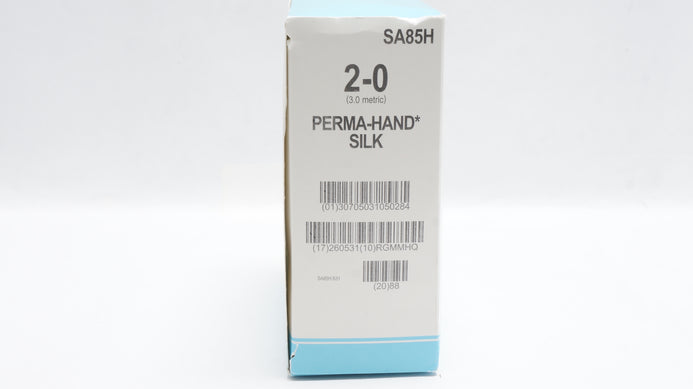 SA85H
2-0
(3.0 metric)
PERMA-HAND*
SILK
(01)30705031050284
(17)260531(10)RGMMHQ
(20)88